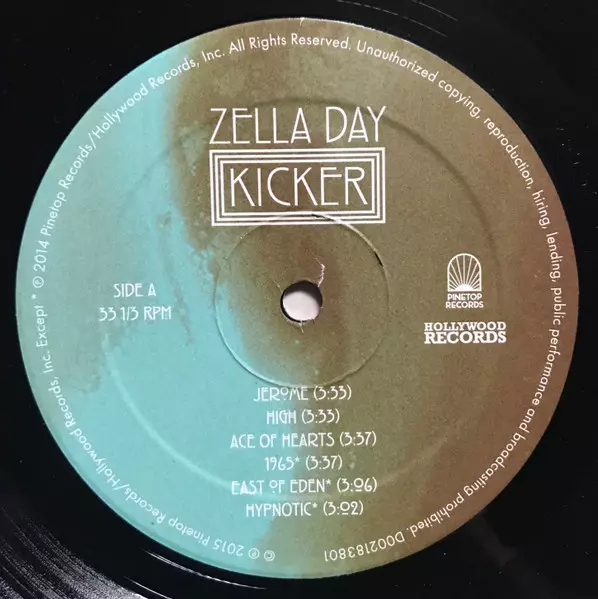 ZELLA DAY
KICKER
SIDE A
33 1/3 RPM
PINETOP
RECORDS
HOLLYWOOD
RECORDS
JEROME (3:33)
HIGH (3:33)
ACE OF HEARTS (3:37)
1965* (3:37)
EAST OF EDEN* (3:06)
HYPNOTIC* (3:02)
© ℗ 2015 Pinetop Records/Hollywood Records, Inc. Except * ℗ 2014 Pinetop Records/Hollywood Records, Inc. All Rights Reserved. Unauthorized copying, reproduction, hiring, lending, public performance and broadcasting prohibited. D002183801